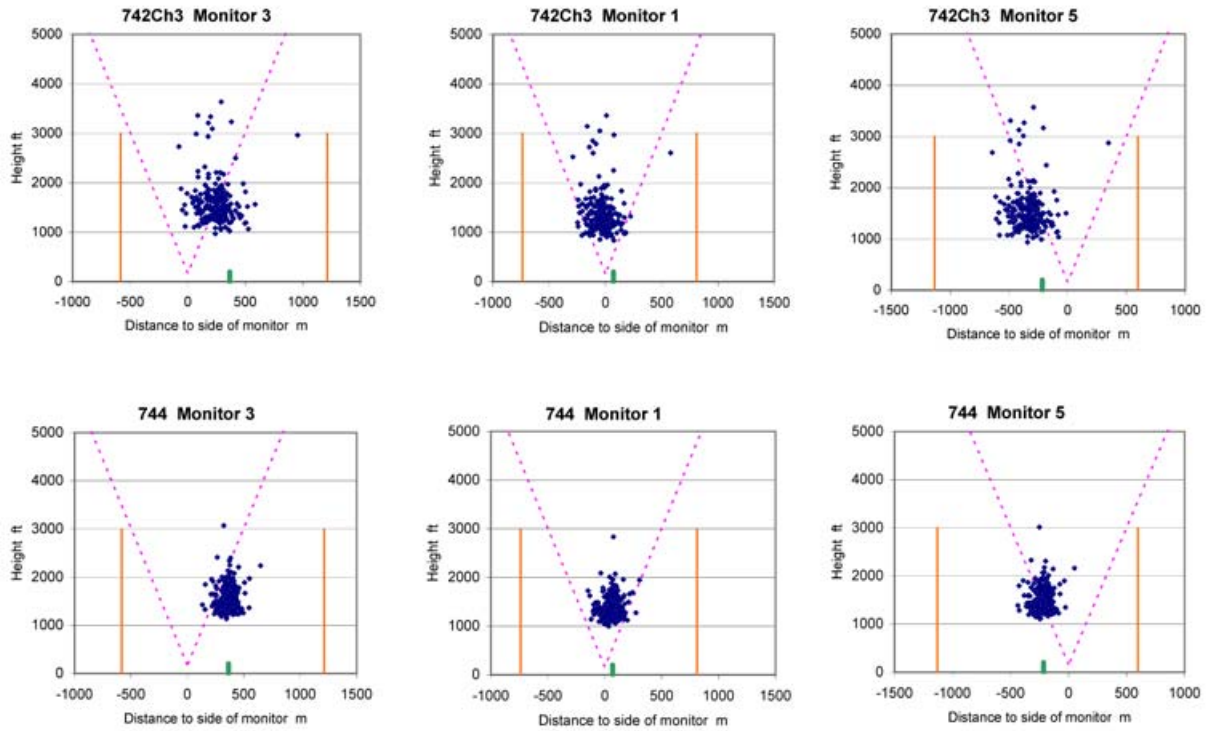 742Ch3 Monitor 3
5000
4000
3000
2000
1000
0
Height ft
-1000 -500 0 500 1000 1500
Distance to side of monitor m
742Ch3 Monitor 1
5000
4000
3000
2000
1000
0
Height ft
-1000 -500 0 500 1000 1500
Distance to side of monitor m
742Ch3 Monitor 5
5000
4000
3000
2000
1000
0
Height ft
-1500 -1000 -500 0 500 1000
Distance to side of monitor m
744 Monitor 3
5000
4000
3000
2000
1000
0
Height ft
-1000 -500 0 500 1000 1500
Distance to side of monitor m
744 Monitor 1
5000
4000
3000
2000
1000
0
Height ft
-1000 -500 0 500 1000 1500
Distance to side of monitor m
744 Monitor 5
5000
4000
3000
2000
1000
0
Height ft
-1500 -1000 -500 0 500 1000
Distance to side of monitor m